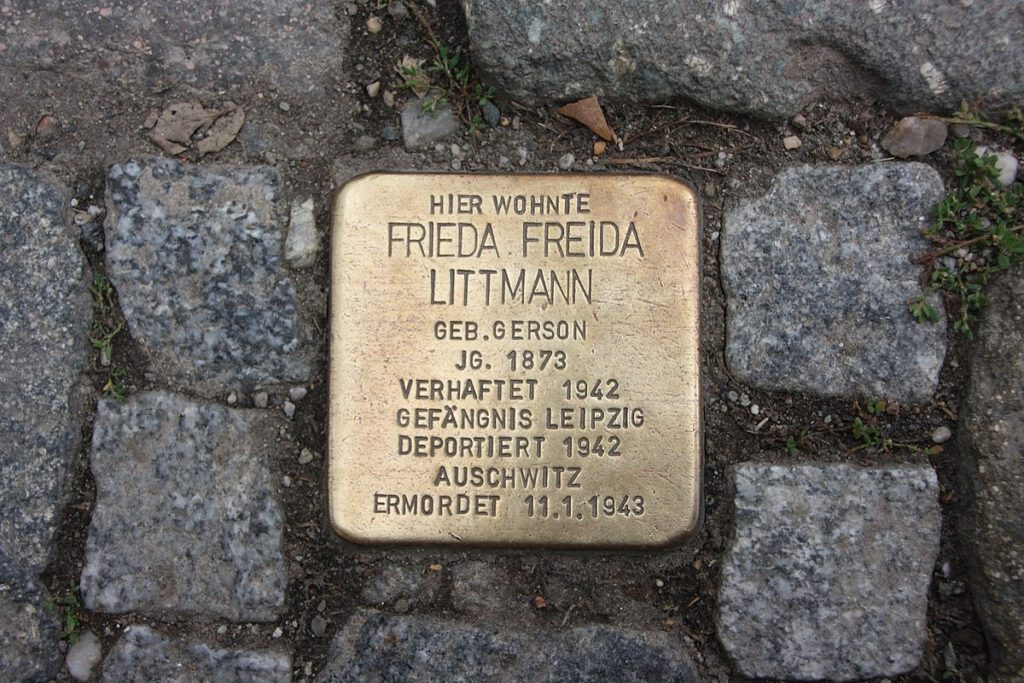 HIER WOHNTE
FRIEDA FREIDA
LITTMANN
GEB. GERSON
JG. 1873
VERHAFTET 1942
GEFÄNGNIS LEIPZIG
DEPORTIERT 1942
AUSCHWITZ
ERMORDET 11.1.1943